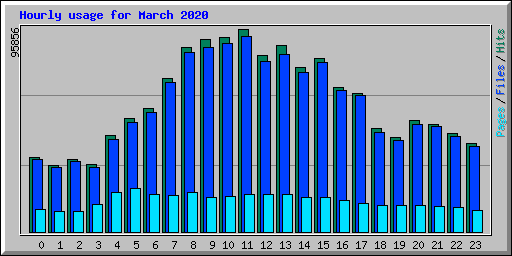 Hourly usage for March 2020
95856
Pages/Files/Hits
0 1 2 3 4 5 6 7 8 9 10 11 12 13 14 15 16 17 18 19 20 21 22 23